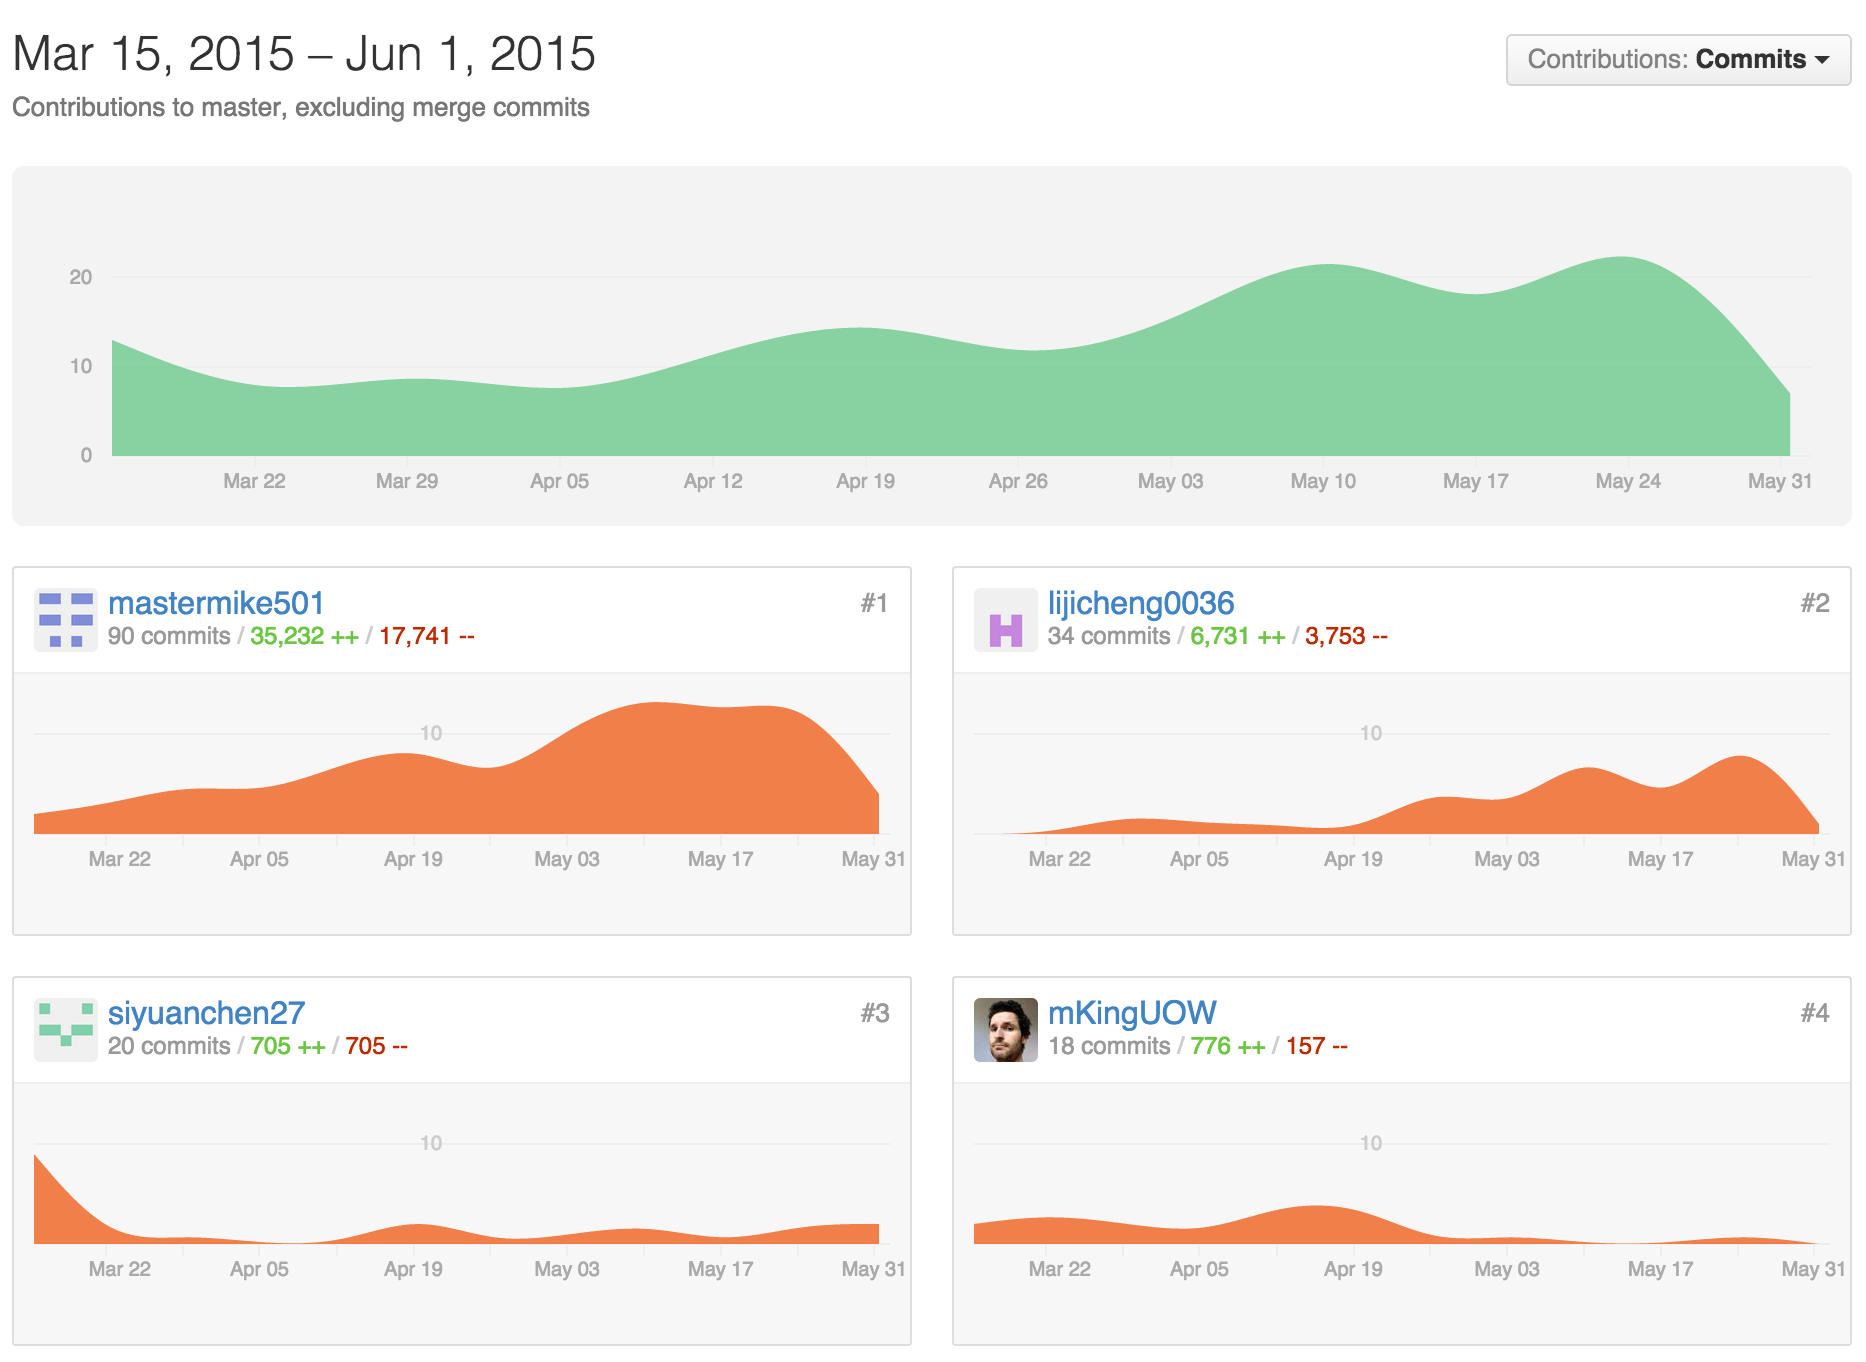 Mar 15, 2015 – Jun 1, 2015
Contributions: Commits
Contributions to master, excluding merge commits
20
10
0
Mar 22 Mar 29 Apr 05 Apr 12 Apr 19 Apr 26 May 03 May 10 May 17 May 24 May 31
mastermike501 #1
90 commits / 35,232 ++ / 17,741 --
10
Mar 22 Apr 05 Apr 19 May 03 May 17 May 31
lijicheng0036 #2
34 commits / 6,731 ++ / 3,753 --
10
Mar 22 Apr 05 Apr 19 May 03 May 17 May 31
siyuanchen27 #3
20 commits / 705 ++ / 705 --
10
Mar 22 Apr 05 Apr 19 May 03 May 17 May 31
mKingUOW #4
18 commits / 776 ++ / 157 --
10
Mar 22 Apr 05 Apr 19 May 03 May 17 May 31